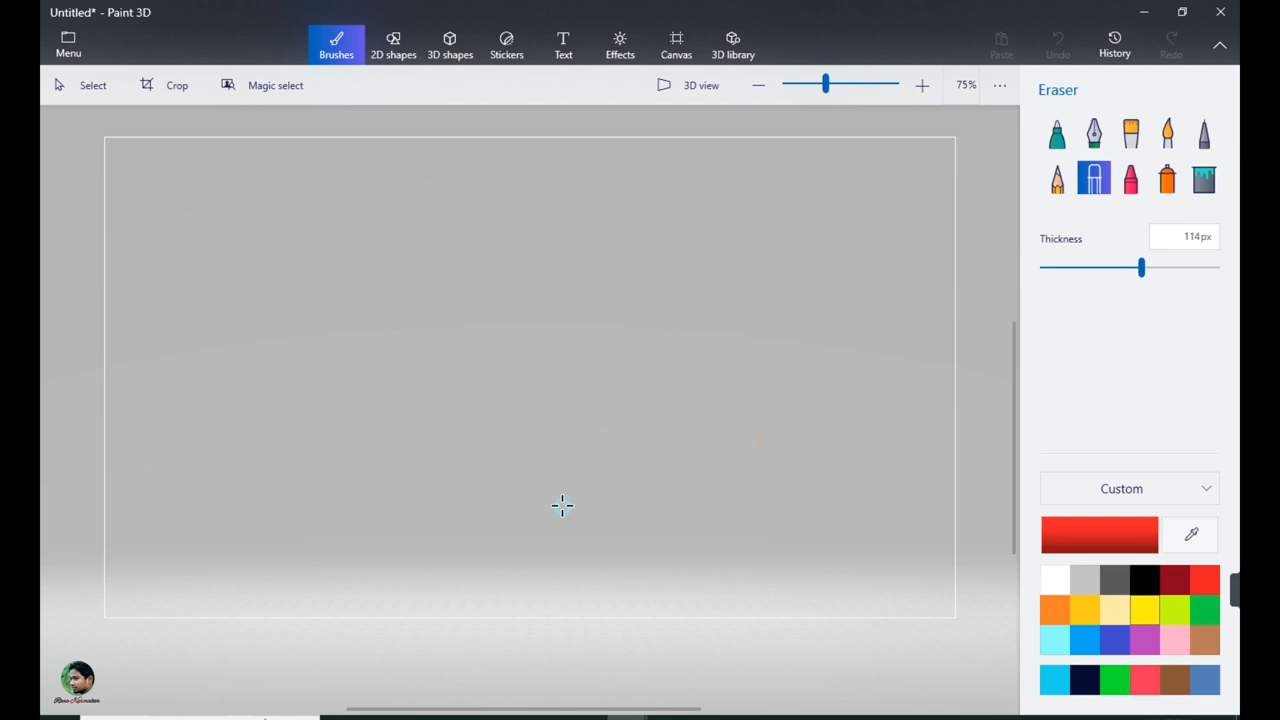 Untitled* - Paint 3D
Menu
Brushes
2D shapes
3D shapes
Stickers
Text
Effects
Canvas
3D library
Paste
Undo
History
Redo
Select
Crop
Magic select
3D view
75%
Eraser
Thickness
114px
Custom